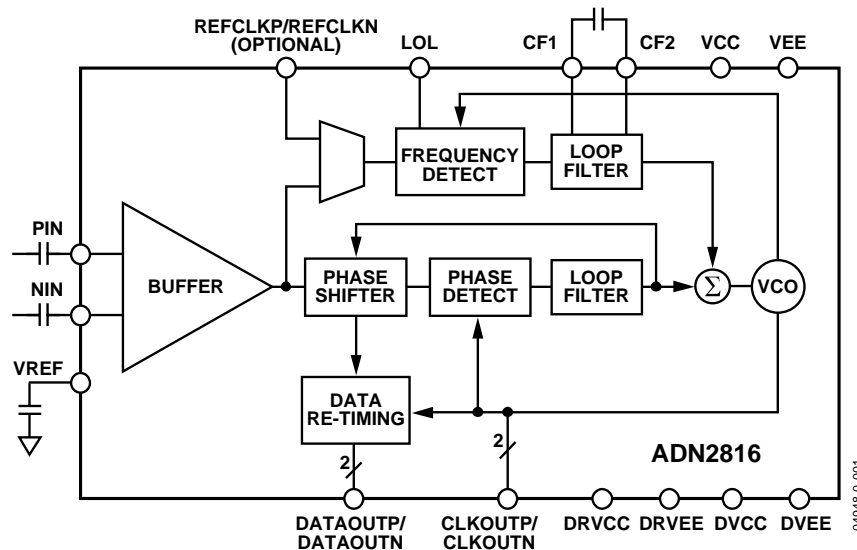 REFCLKP/REFCLKN
(OPTIONAL)
LOL
CF1
CF2
VCC
VEE
FREQUENCY
DETECT
LOOP
FILTER
PIN
NIN
VREF
BUFFER
PHASE
SHIFTER
PHASE
DETECT
LOOP
FILTER
Σ
VCO
DATA
RE-TIMING
2
2
ADN2816
DATAOUTP/
DATAOUTN
CLKOUTP/
CLKOUTN
DRVCC
DRVEE
DVCC
DVEE
04948-0-001